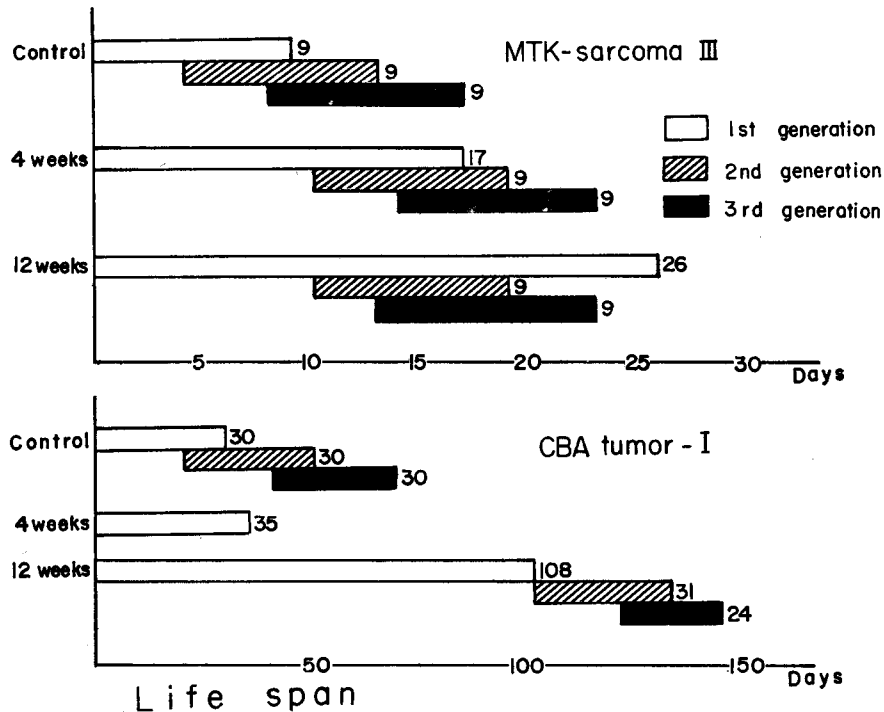 Control 9 MTK-sarcoma III
9
9
1st generation
4 weeks 17 2nd generation
9
9 3rd generation
12 weeks 26
9
9
5 10 15 20 25 30
Days
Control 30 CBA tumor - I
30
30
4 weeks 35
12 weeks 108
31
24
50 100 150
Days
Life span